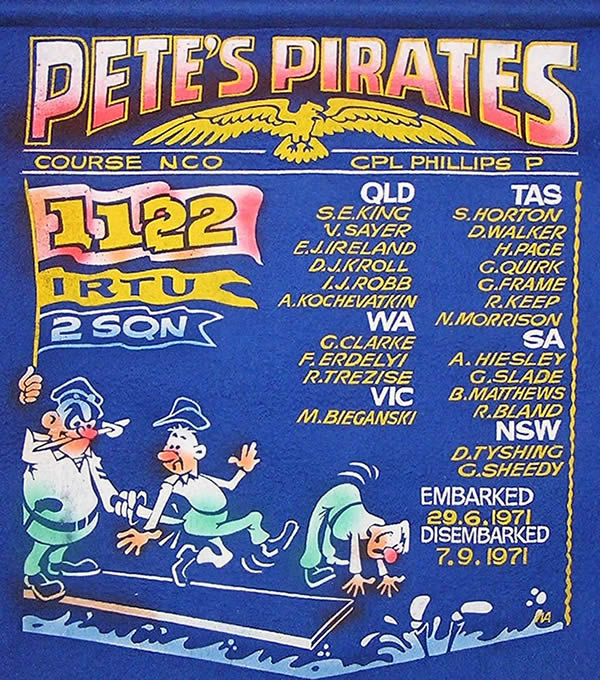 PETE'S PIRATES
COURSE NCO CPL PHILLIPS P
1122
1RTU
2 SQN
QLD
S.E.KING
V.SAYER
E.J.IRELAND
D.J.KROLL
I.J.ROBB
A.KOCHEVATKIN
WA
G.CLARKE
F.ERDELYI
R.TREZISE
VIC
M.BIEGANSKI
TAS
S.HORTON
D.WALKER
H.PAGE
G.QUIRK
G.FRAME
R.KEEP
N.MORRISON
SA
A.HIESLEY
G.SLADE
B.MATTHEWS
R.BLAND
NSW
D.TYSHING
G.SHEEDY
EMBARKED
29.6.1971
DISEMBARKED
7.9.1971